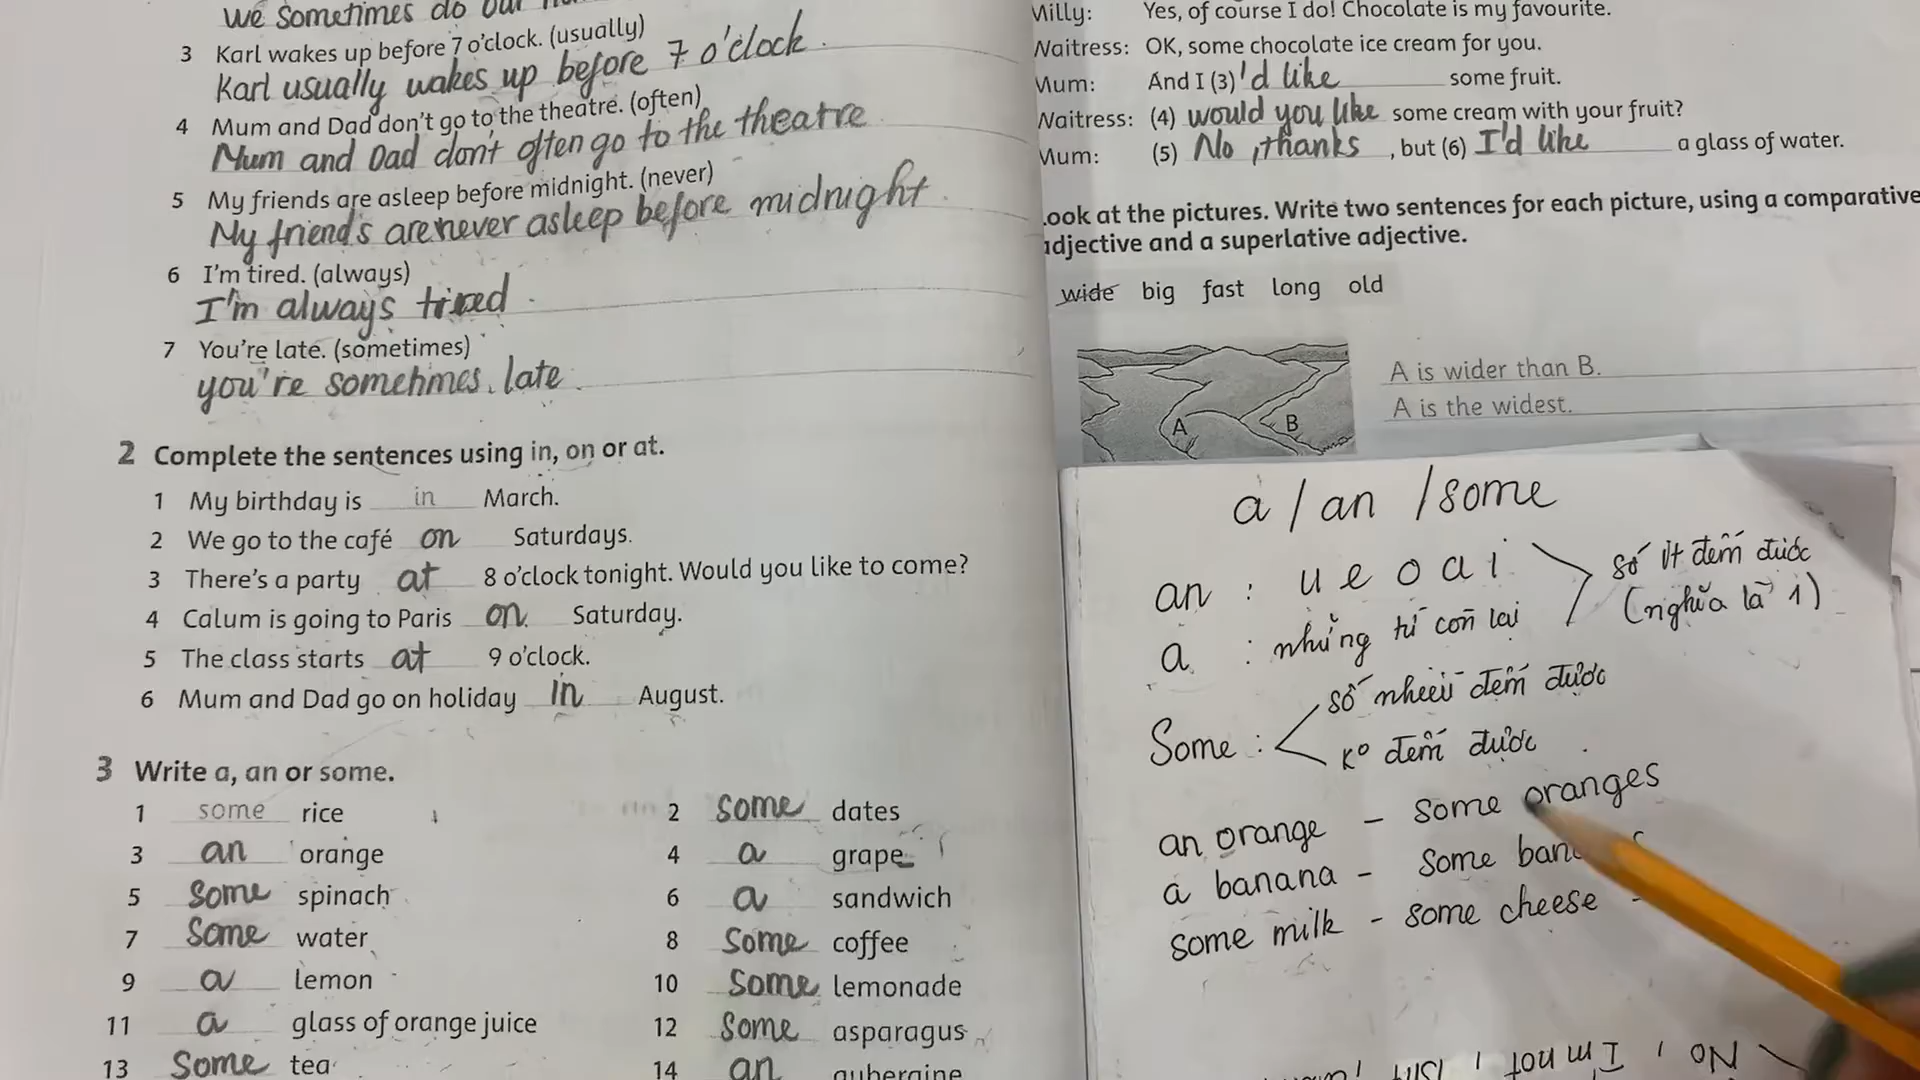 we sometimes do our
3 Karl wakes up before 7 o'clock. (usually)
Karl usually wakes up before 7 o'clock.
4 Mum and Dad don't go to the theatre. (often)
Mum and Dad don't often go to the theatre
5 My friends are asleep before midnight. (never)
My friends are never asleep before midnight.
6 I'm tired. (always)
I'm always tired.
7 You're late. (sometimes)
you're sometimes late
2 Complete the sentences using in, on or at.
1 My birthday is in March.
2 We go to the café on Saturdays.
3 There's a party at 8 o'clock tonight. Would you like to come?
4 Calum is going to Paris on Saturday.
5 The class starts at 9 o'clock.
6 Mum and Dad go on holiday in August.
3 Write a, an or some.
1 some rice
2 some dates
3 an orange
4 a grape
5 some spinach
6 a sandwich
7 some water
8 some coffee
9 a lemon
10 some lemonade
11 a glass of orange juice
12 some asparagus
13 some tea
14 an aubergine
Milly: Yes, of course I do! Chocolate is my favourite.
Waitress: OK, some chocolate ice cream for you.
Mum: And I (3) 'd like some fruit.
Waitress: (4) would you like some cream with your fruit?
Mum: (5) No, thanks, but (6) I'd like a glass of water.
Look at the pictures. Write two sentences for each picture, using a comparative
adjective and a superlative adjective.
wide big fast long old
A is wider than B.
A is the widest.
A B
a / an / some
an : u e o a i
số ít đếm được
(nghĩa là 1)
a : những từ còn lại
Some : số nhiều đếm được
Kº đếm được
an orange - some oranges
a banana - some
some milk - some cheese
No, I'm not